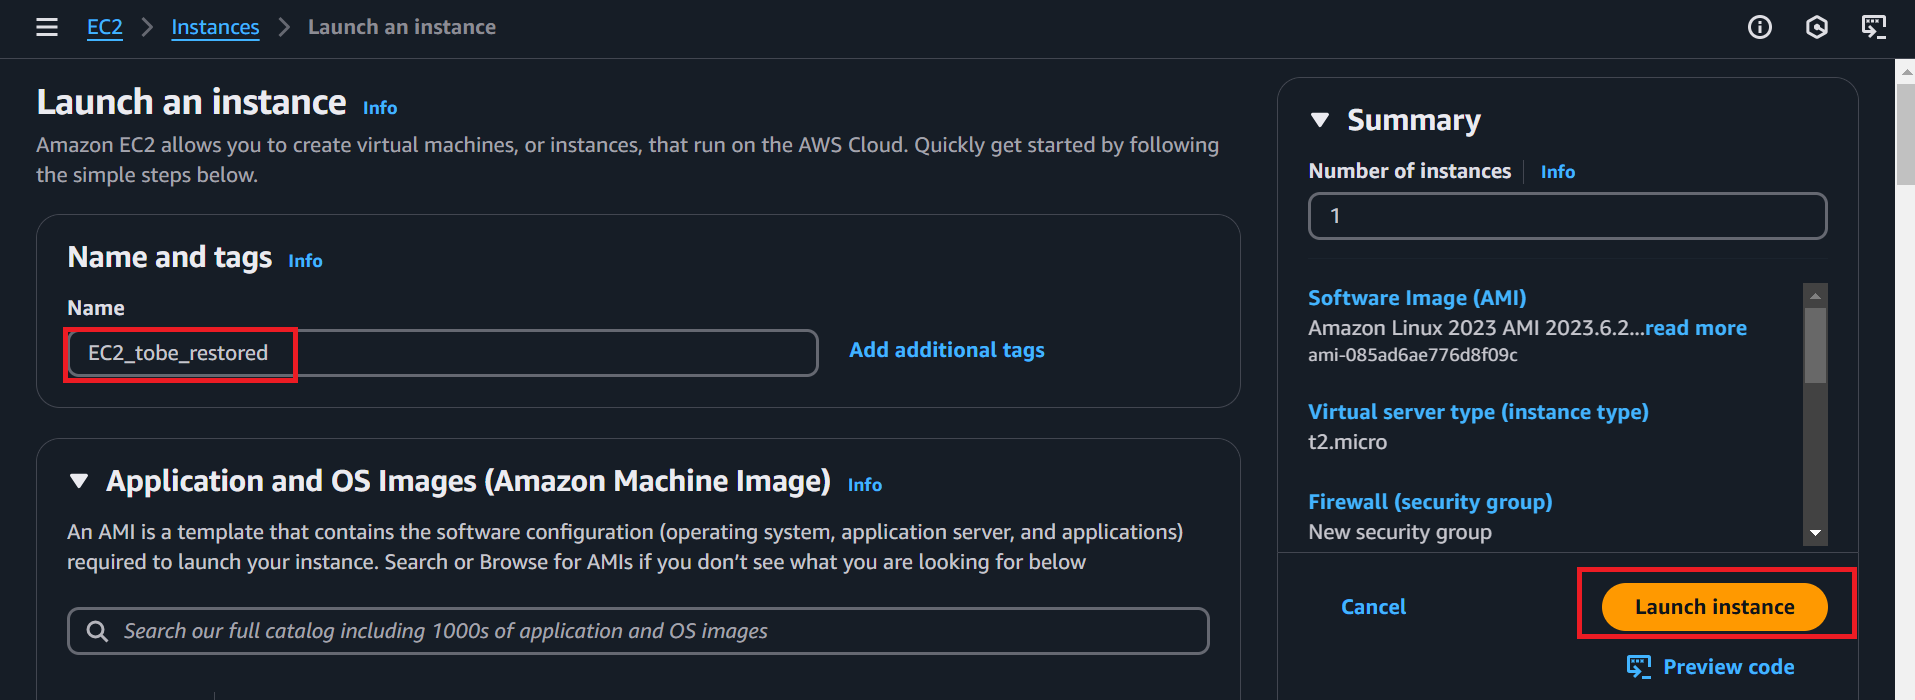 EC2 > Instances > Launch an instance
Launch an instance Info
Amazon EC2 allows you to create virtual machines, or instances, that run on the AWS Cloud. Quickly get started by following
the simple steps below.
Name and tags Info
Name
EC2_tobe_restored
Add additional tags
Application and OS Images (Amazon Machine Image) Info
An AMI is a template that contains the software configuration (operating system, application server, and applications)
required to launch your instance. Search or Browse for AMIs if you don’t see what you are looking for below
Search our full catalog including 1000s of application and OS images
Summary
Number of instances Info
1
Software Image (AMI)
Amazon Linux 2023 AMI 2023.6.2...read more
ami-085ad6ae776d8f09c
Virtual server type (instance type)
t2.micro
Firewall (security group)
New security group
Cancel
Launch instance
Preview code